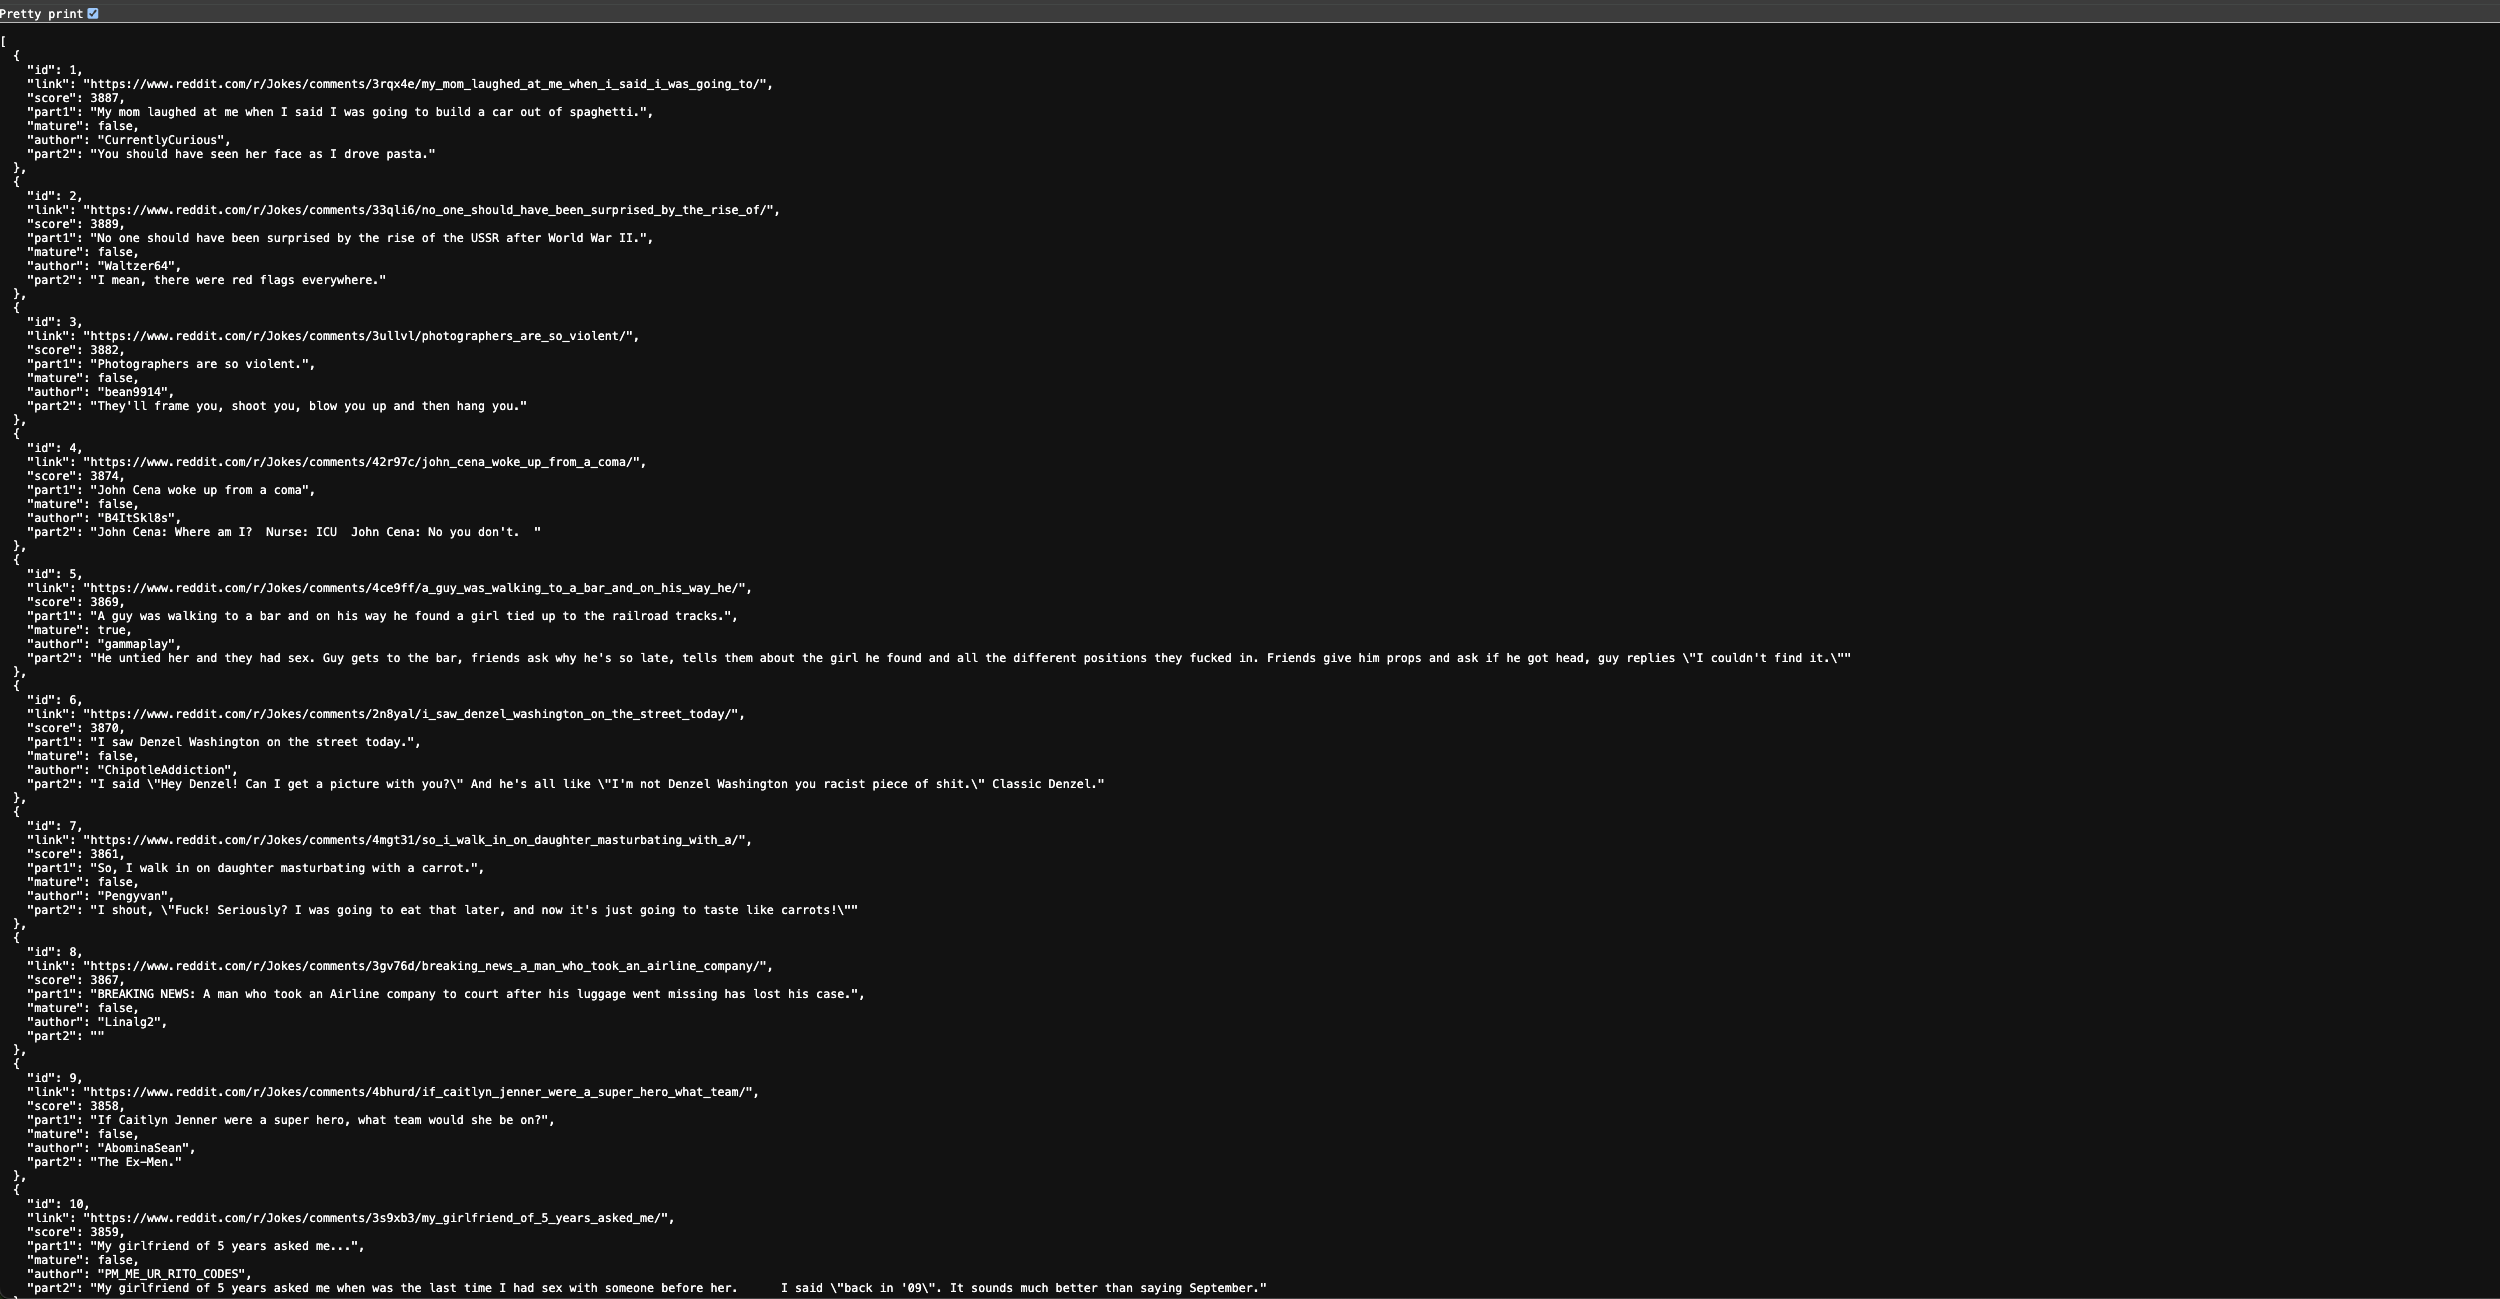 Pretty print
[
  {
    "id": 1,
    "link": "https://www.reddit.com/r/Jokes/comments/3rqx4e/my_mom_laughed_at_me_when_i_said_i_was_going_to/",
    "score": 3887,
    "part1": "My mom laughed at me when I said I was going to build a car out of spaghetti.",
    "mature": false,
    "author": "CurrentlyCurious",
    "part2": "You should have seen her face as I drove pasta."
  },
  {
    "id": 2,
    "link": "https://www.reddit.com/r/Jokes/comments/33qli6/no_one_should_have_been_surprised_by_the_rise_of/",
    "score": 3889,
    "part1": "No one should have been surprised by the rise of the USSR after World War II.",
    "mature": false,
    "author": "Waltzer64",
    "part2": "I mean, there were red flags everywhere."
  },
  {
    "id": 3,
    "link": "https://www.reddit.com/r/Jokes/comments/3ullvl/photographers_are_so_violent/",
    "score": 3882,
    "part1": "Photographers are so violent.",
    "mature": false,
    "author": "bean9914",
    "part2": "They'll frame you, shoot you, blow you up and then hang you."
  },
  {
    "id": 4,
    "link": "https://www.reddit.com/r/Jokes/comments/42r97c/john_cena_woke_up_from_a_coma/",
    "score": 3874,
    "part1": "John Cena woke up from a coma",
    "mature": false,
    "author": "B4ItSkl8s",
    "part2": "John Cena: Where am I?  Nurse: ICU  John Cena: No you don't.  "
  },
  {
    "id": 5,
    "link": "https://www.reddit.com/r/Jokes/comments/4ce9ff/a_guy_was_walking_to_a_bar_and_on_his_way_he/",
    "score": 3869,
    "part1": "A guy was walking to a bar and on his way he found a girl tied up to the railroad tracks.",
    "mature": true,
    "author": "gammaplay",
    "part2": "He untied her and they had sex. Guy gets to the bar, friends ask why he's so late, tells them about the girl he found and all the different positions they fucked in. Friends give him props and ask if he got head, guy replies \"I couldn't find it.\""
  },
  {
    "id": 6,
    "link": "https://www.reddit.com/r/Jokes/comments/2n8yal/i_saw_denzel_washington_on_the_street_today/",
    "score": 3870,
    "part1": "I saw Denzel Washington on the street today.",
    "mature": false,
    "author": "ChipotleAddiction",
    "part2": "I said \"Hey Denzel! Can I get a picture with you?\" And he's all like \"I'm not Denzel Washington you racist piece of shit.\" Classic Denzel."
  },
  {
    "id": 7,
    "link": "https://www.reddit.com/r/Jokes/comments/4mgt31/so_i_walk_in_on_daughter_masturbating_with_a/",
    "score": 3861,
    "part1": "So, I walk in on daughter masturbating with a carrot.",
    "mature": false,
    "author": "Pengyvan",
    "part2": "I shout, \"Fuck! Seriously? I was going to eat that later, and now it's just going to taste like carrots!\""
  },
  {
    "id": 8,
    "link": "https://www.reddit.com/r/Jokes/comments/3gv76d/breaking_news_a_man_who_took_an_airline_company/",
    "score": 3867,
    "part1": "BREAKING NEWS: A man who took an Airline company to court after his luggage went missing has lost his case.",
    "mature": false,
    "author": "Linalg2",
    "part2": ""
  },
  {
    "id": 9,
    "link": "https://www.reddit.com/r/Jokes/comments/4bhurd/if_caitlyn_jenner_were_a_super_hero_what_team/",
    "score": 3858,
    "part1": "If Caitlyn Jenner were a super hero, what team would she be on?",
    "mature": false,
    "author": "AbominaSean",
    "part2": "The Ex-Men."
  },
  {
    "id": 10,
    "link": "https://www.reddit.com/r/Jokes/comments/3s9xb3/my_girlfriend_of_5_years_asked_me/",
    "score": 3859,
    "part1": "My girlfriend of 5 years asked me...",
    "mature": false,
    "author": "PM_ME_UR_RITO_CODES",
    "part2": "My girlfriend of 5 years asked me when was the last time I had sex with someone before her.      I said \"back in '09\". It sounds much better than saying September."